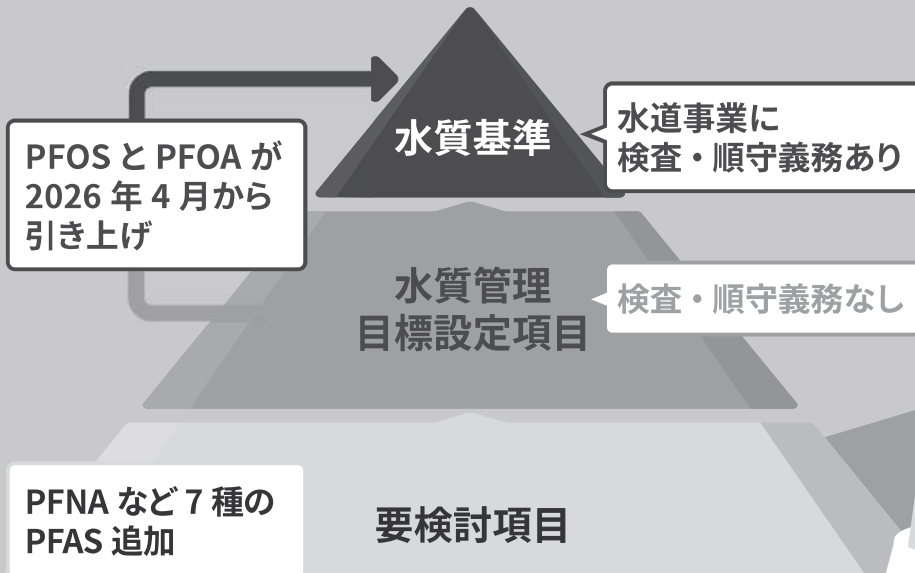 水質基準
水道事業に
検査・順守義務あり
PFOS と PFOA が
2026 年 4 月から
引き上げ
水質管理
目標設定項目
検査・順守義務なし
PFNA など 7 種の
PFAS 追加
要検討項目